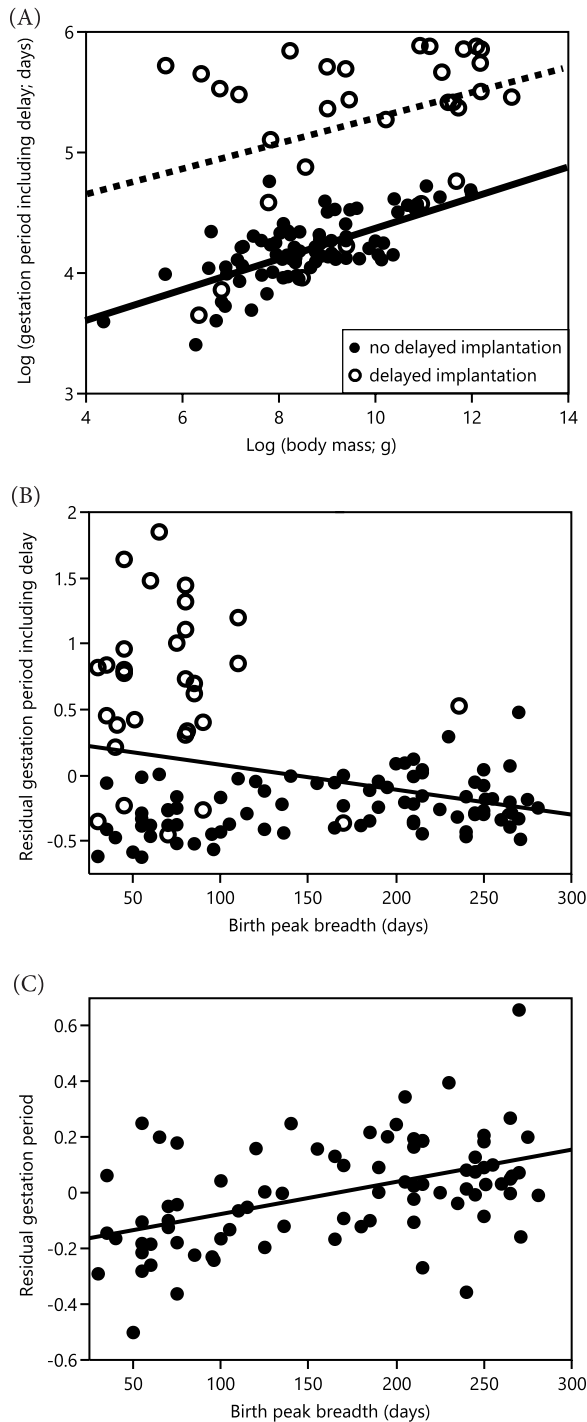 (A)
Log (gestation period including delay; days)
6
5
4
3
no delayed implantation
delayed implantation
4 6 8 10 12 14
Log (body mass; g)
(B)
Residual gestation period including delay
2
1.5
1
0.5
0
-0.5
50 100 150 200 250 300
Birth peak breadth (days)
(C)
Residual gestation period
0.6
0.4
0.2
0
-0.2
-0.4
-0.6
50 100 150 200 250 300
Birth peak breadth (days)